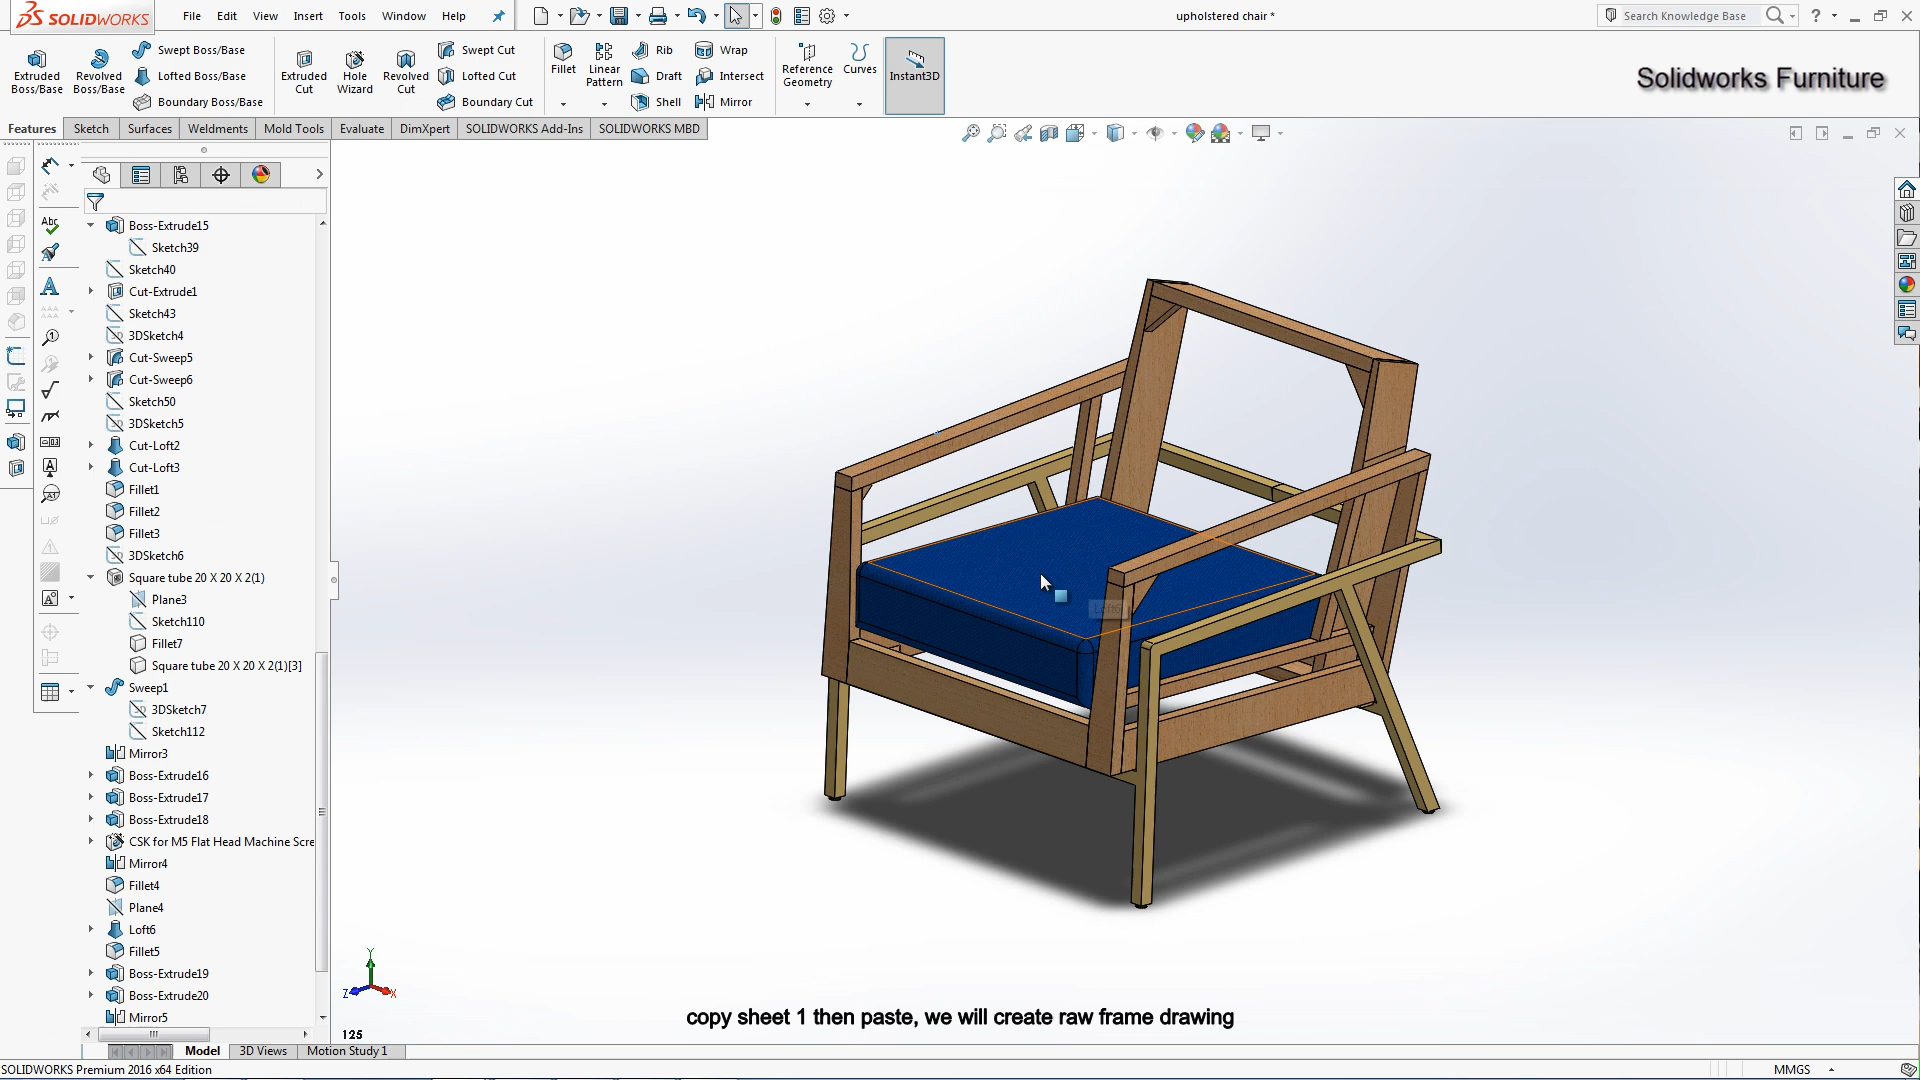 SOLIDWORKS
File Edit View Insert Tools Window Help
upholstered chair *
Search Knowledge Base
Extruded Boss/Base
Revolved Boss/Base
Swept Boss/Base
Lofted Boss/Base
Boundary Boss/Base
Extruded Cut
Hole Wizard
Revolved Cut
Swept Cut
Lofted Cut
Boundary Cut
Fillet
Linear Pattern
Rib
Draft
Shell
Wrap
Intersect
Mirror
Reference Geometry
Curves
Instant3D
Solidworks Furniture
Features Sketch Surfaces Weldments Mold Tools Evaluate DimXpert SOLIDWORKS Add-Ins SOLIDWORKS MBD
Boss-Extrude15
Sketch39
Sketch40
Cut-Extrude1
Sketch43
3DSketch4
Cut-Sweep5
Cut-Sweep6
Sketch50
3DSketch5
Cut-Loft2
Cut-Loft3
Fillet1
Fillet2
Fillet3
3DSketch6
Square tube 20 X 20 X 2(1)
Plane3
Sketch110
Fillet7
Square tube 20 X 20 X 2(1)[3]
Sweep1
3DSketch7
Sketch112
Mirror3
Boss-Extrude16
Boss-Extrude17
Boss-Extrude18
CSK for M5 Flat Head Machine Scre
Mirror4
Fillet4
Plane4
Loft6
Fillet5
Boss-Extrude19
Boss-Extrude20
Mirror5
Y
Z
X
125
copy sheet 1 then paste, we will create raw frame drawing
Model 3D Views Motion Study 1
SOLIDWORKS Premium 2016 x64 Edition
MMGS